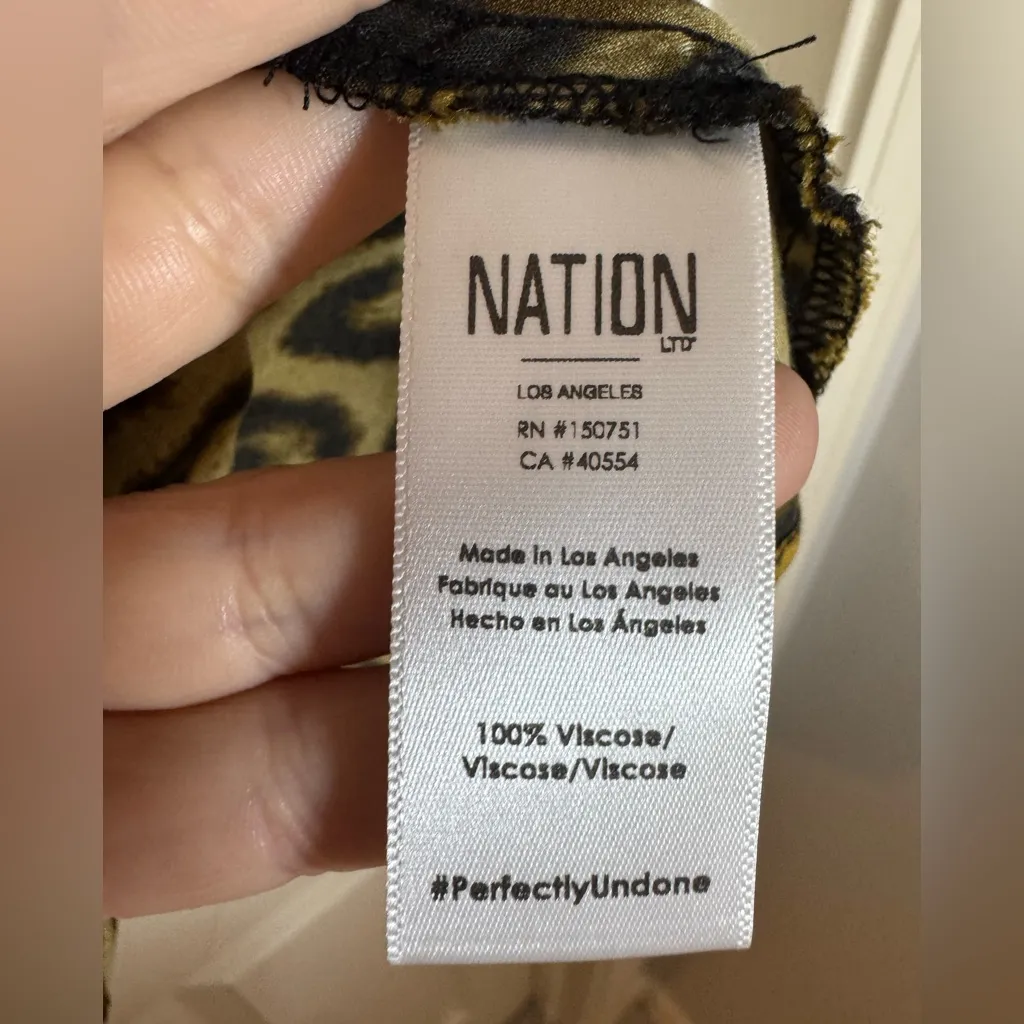 NATION
LTD
LOS ANGELES
RN #150751
CA #40554
Made in Los Angeles
Fabrique au Los Angeles
Hecho en Los Ángeles
100% Viscose/
Viscose/Viscose
#PerfectlyUndone